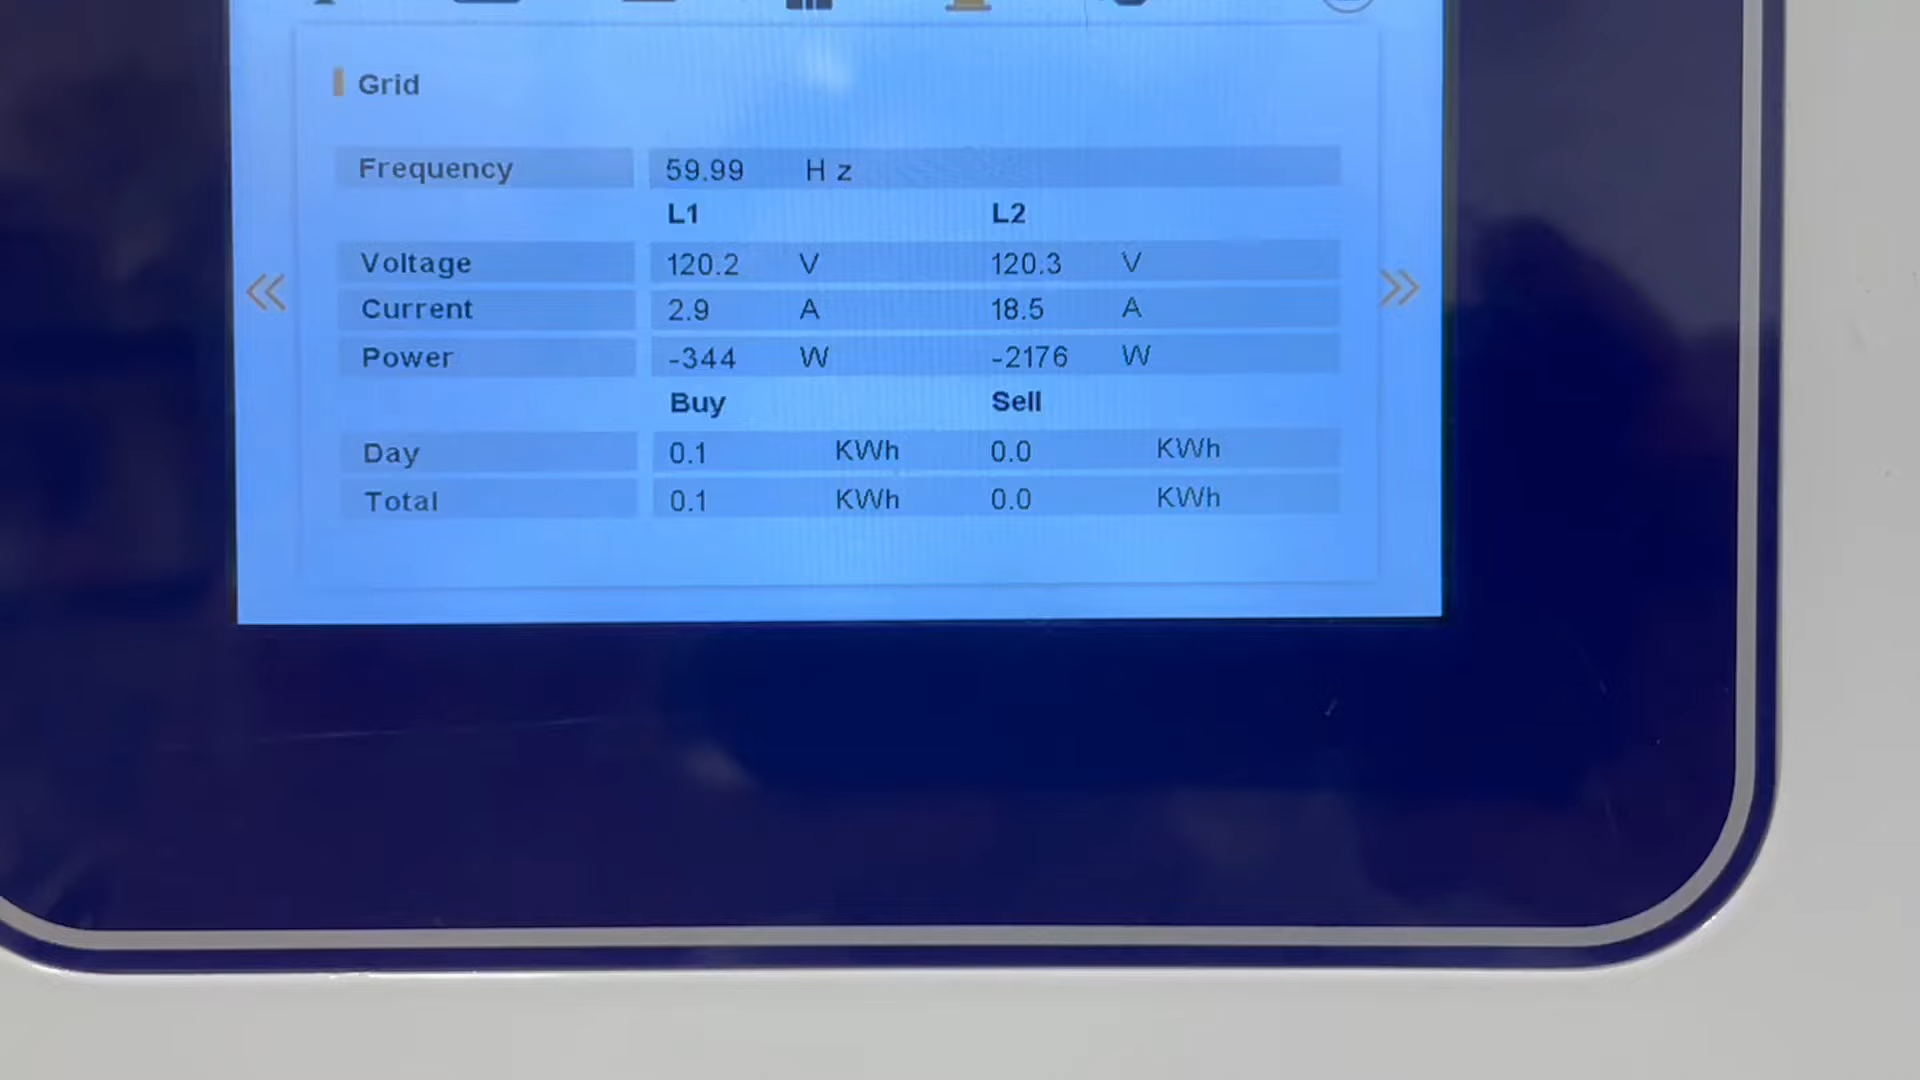 Grid
Frequency 59.99 Hz
L1 L2
Voltage 120.2 V 120.3 V
Current 2.9 A 18.5 A
Power -344 W -2176 W
Buy Sell
Day 0.1 KWh 0.0 KWh
Total 0.1 KWh 0.0 KWh